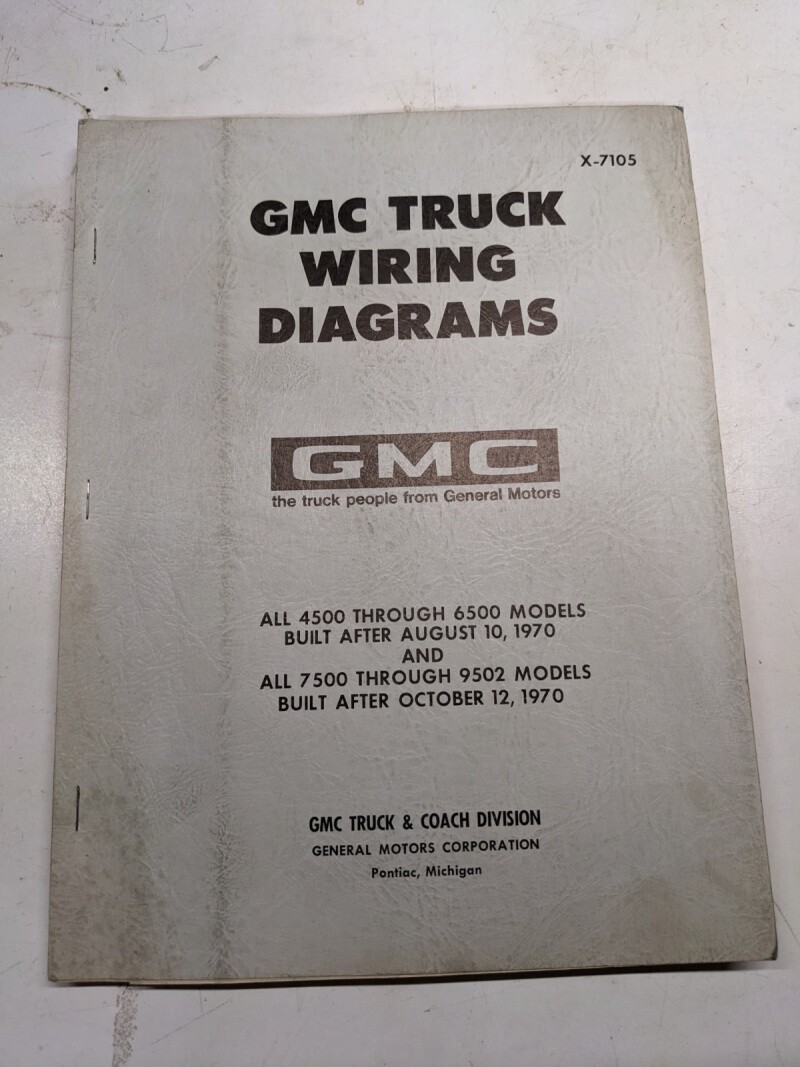 X-7105
GMC TRUCK
WIRING
DIAGRAMS
GMC
the truck people from General Motors
ALL 4500 THROUGH 6500 MODELS
BUILT AFTER AUGUST 10, 1970
AND
ALL 7500 THROUGH 9502 MODELS
BUILT AFTER OCTOBER 12, 1970
GMC TRUCK & COACH DIVISION
GENERAL MOTORS CORPORATION
Pontiac, Michigan